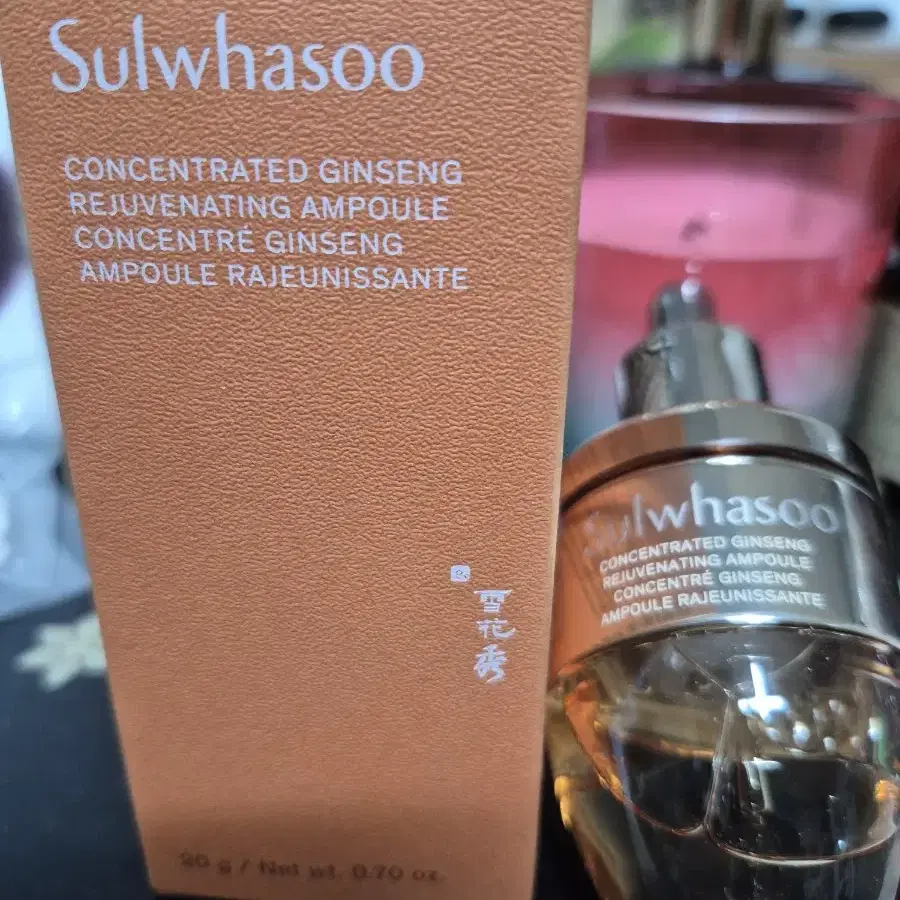 Sulwhasoo
CONCENTRATED GINSENG
REJUVENATING AMPOULE
CONCENTRÉ GINSENG
AMPOULE RAJEUNISSANTE
雪花秀
20 g / Net wt. 0.70 oz.
Sulwhasoo
CONCENTRATED GINSENG
REJUVENATING AMPOULE
CONCENTRÉ GINSENG
AMPOULE RAJEUNISSANTE